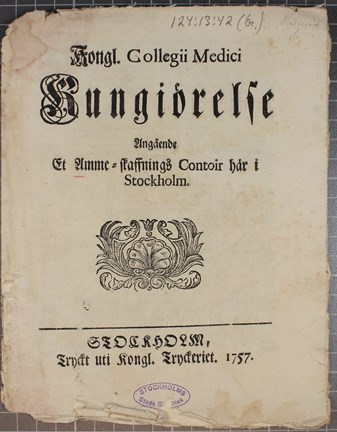 124:13:42 (Gr.)
Kongl. Collegii Medici
Kungiörelse
Angående
Et Amme-skaffnings Contoir här i
Stockholm.
STOCKHOLM,
Tryckt uti Kongl. Tryckeriet. 1757.
STOCKHOLMS